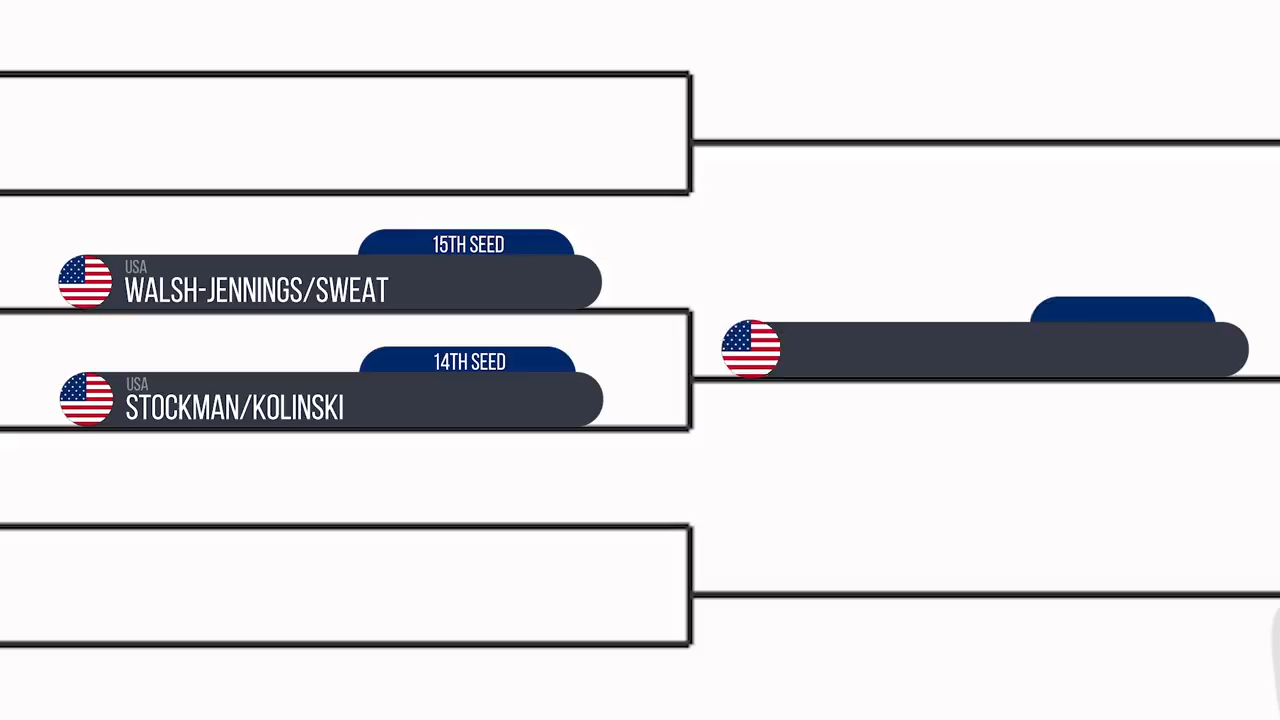 15TH SEED
USA
WALSH-JENNINGS/SWEAT
14TH SEED
USA
STOCKMAN/KOLINSKI